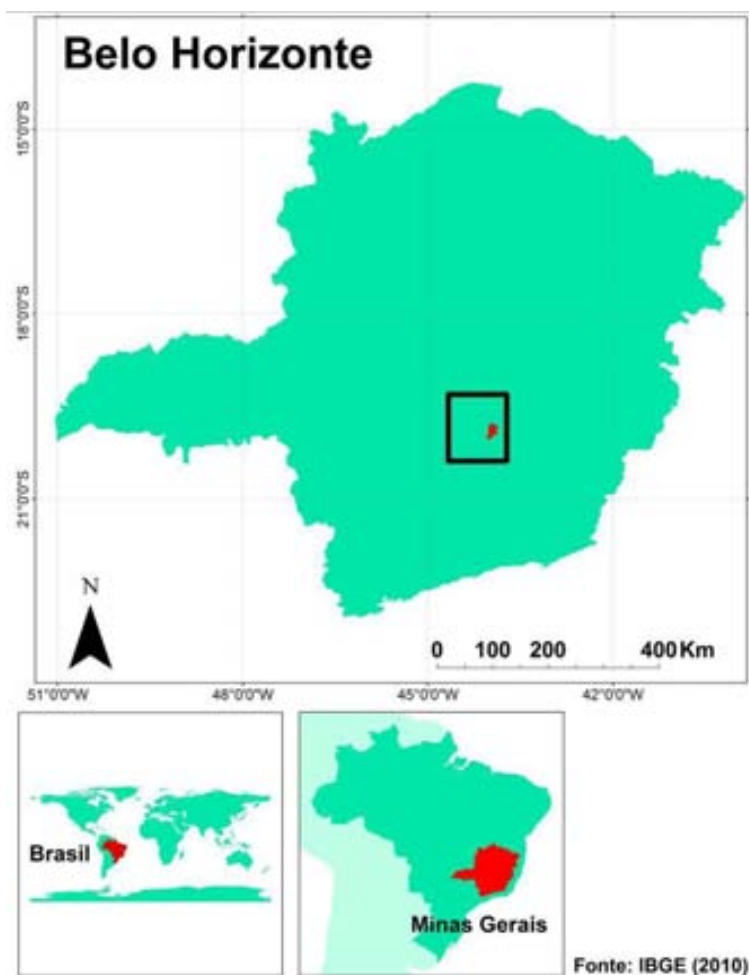 Belo Horizonte
15°0'0"S
18°0'0"S
21°0'0"S
N
0 100 200 400 Km
51°0'0"W 48°0'0"W 45°0'0"W 42°0'0"W
Brasil
Minas Gerais
Fonte: IBGE (2010)